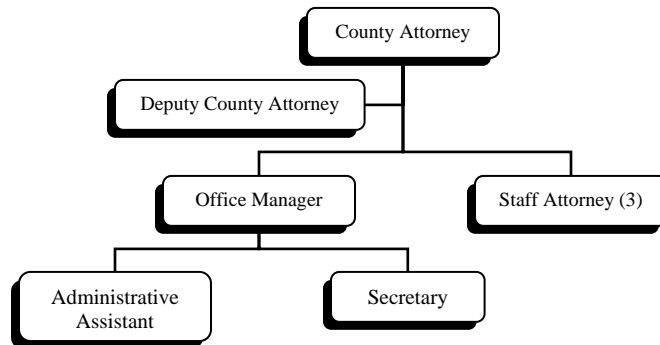 County Attorney
Deputy County Attorney
Office Manager
Staff Attorney (3)
Administrative
Assistant
Secretary